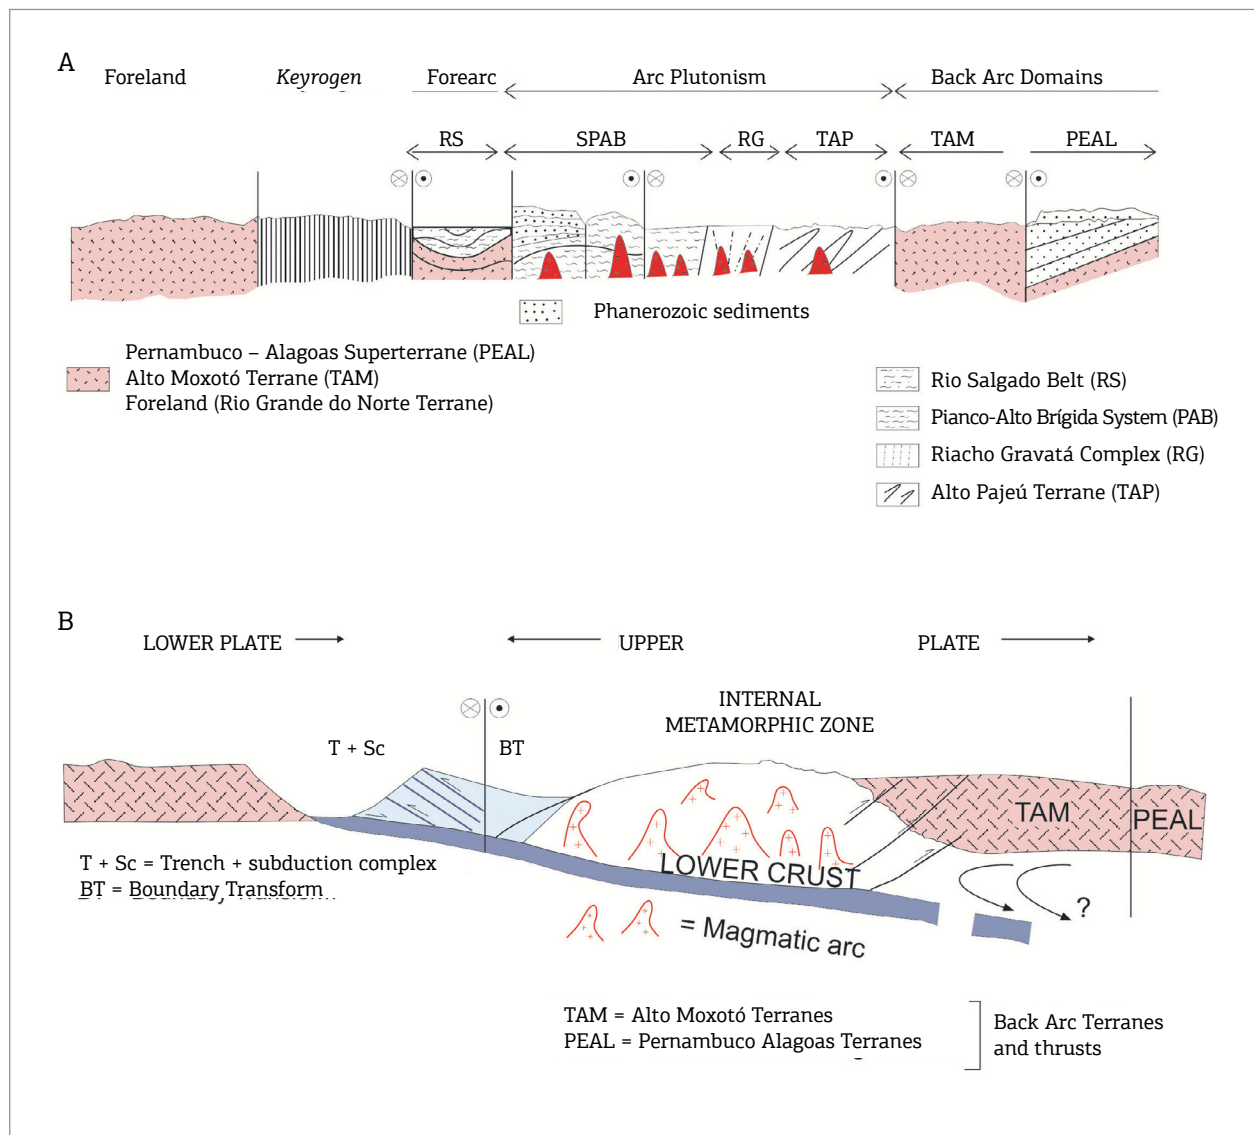 A
Foreland Keyrogen Forearc Arc Plutonism Back Arc Domains
RS SPAB RG TAP TAM PEAL
Phanerozoic sediments
Pernambuco – Alagoas Superterrane (PEAL)
Alto Moxotó Terrane (TAM)
Foreland (Rio Grande do Norte Terrane)
Rio Salgado Belt (RS)
Pianco-Alto Brígida System (PAB)
Riacho Gravatá Complex (RG)
Alto Pajeú Terrane (TAP)
B
LOWER PLATE UPPER PLATE
INTERNAL
METAMORPHIC ZONE
T + Sc BT
TAM PEAL
LOWER CRUST
T + Sc = Trench + subduction complex
BT = Boundary Transform
?
= Magmatic arc
TAM = Alto Moxotó Terranes
PEAL = Pernambuco Alagoas Terranes
Back Arc Terranes
and thrusts